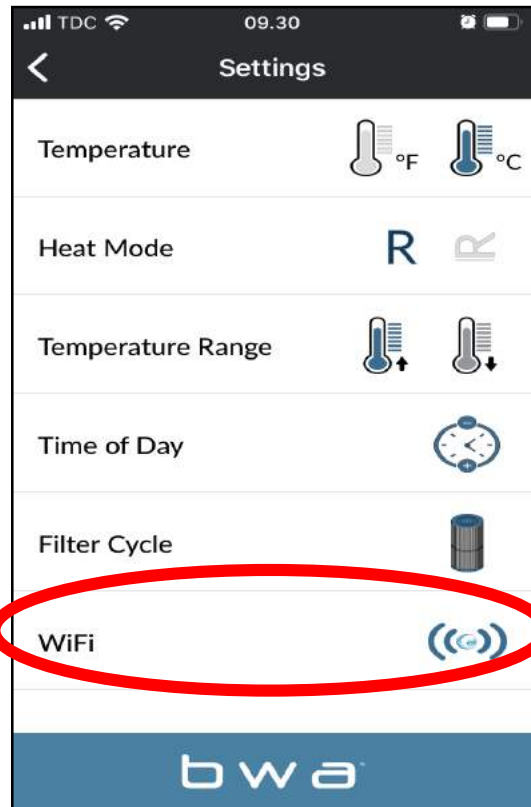 TDC 09.30
Settings
Temperature °F °C
Heat Mode R R
Temperature Range
Time of Day
Filter Cycle
WiFi
bwa